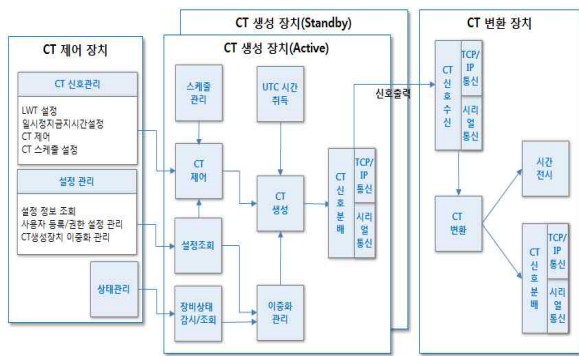 CT 제어 장치
CT 신호관리
LWT 설정
일시정지금지시간설정
CT 제어
CT 스케줄 설정
설정 관리
설정 정보 조회
사용자 등록/권한 설정 관리
CT생성장치 이중화 관리
상태관리
CT 생성 장치(Standby)
CT 생성 장치(Active)
스케줄
관리
UTC 시간
취득
CT
제어
CT
생성
설정조회
장비상태
감시/조회
이중화
관리
CT
신
호
분
배
TCP/
IP
통신
시리
얼
통신
신호출력
CT 변환 장치
CT
신
호
수
신
TCP/
IP
통신
시리
얼
통신
CT
변환
시간
전시
CT
신
호
분
배
TCP/
IP
통신
시리
얼
통신